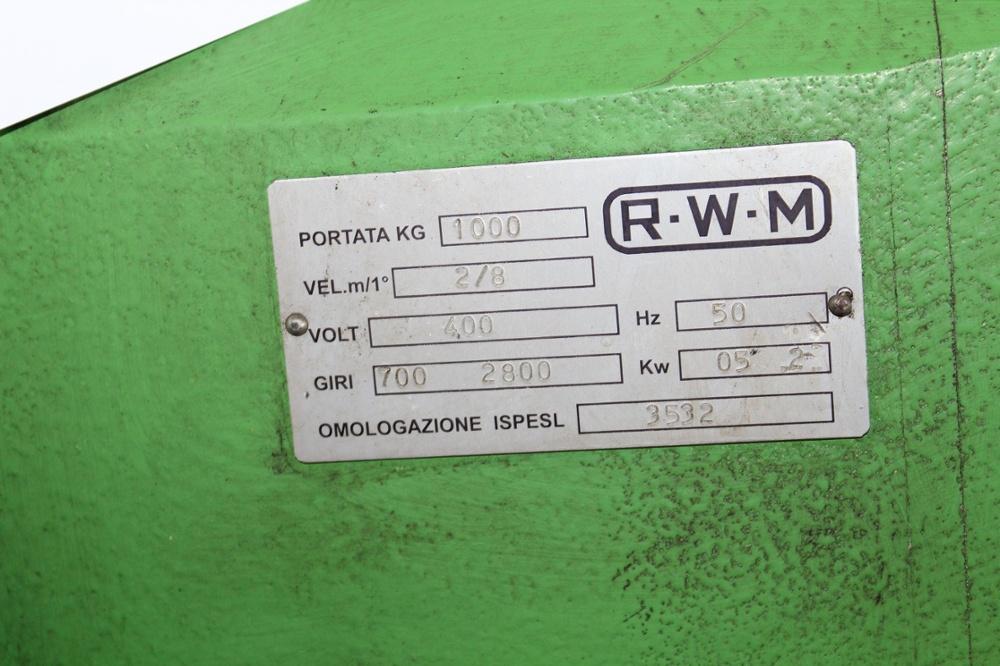 R·W·M
PORTATA KG 1000
VEL.m/1° 2/8
VOLT 400 Hz 50
GIRI 700 2800 Kw 05 2
OMOLOGAZIONE ISPESL 3532